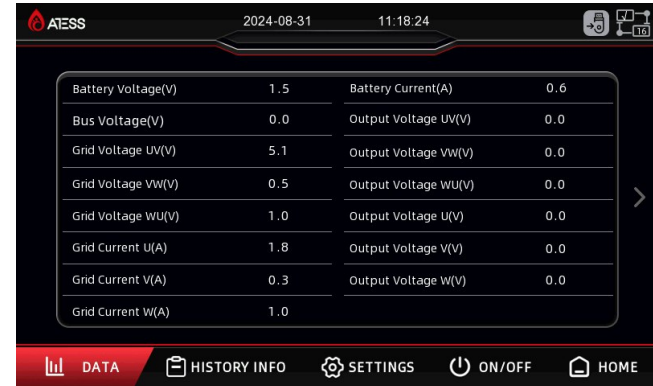 ATESS 2024-08-31 11:18:24
16
Battery Voltage(V) 1.5 Battery Current(A) 0.6
Bus Voltage(V) 0.0 Output Voltage UV(V) 0.0
Grid Voltage UV(V) 5.1 Output Voltage VW(V) 0.0
Grid Voltage VW(V) 0.5 Output Voltage WU(V) 0.0
Grid Voltage WU(V) 1.0 Output Voltage U(V) 0.0
Grid Current U(A) 1.8 Output Voltage V(V) 0.0
Grid Current V(A) 0.3 Output Voltage W(V) 0.0
Grid Current W(A) 1.0
DATA HISTORY INFO SETTINGS ON/OFF HOME